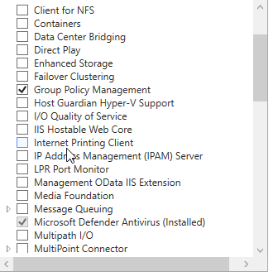 Client for NFS
Containers
Data Center Bridging
Direct Play
Enhanced Storage
Failover Clustering
Group Policy Management
Host Guardian Hyper-V Support
I/O Quality of Service
IIS Hostable Web Core
Internet Printing Client
IP Address Management (IPAM) Server
LPR Port Monitor
Management OData IIS Extension
Media Foundation
Message Queuing
Microsoft Defender Antivirus (Installed)
Multipath I/O
MultiPoint Connector